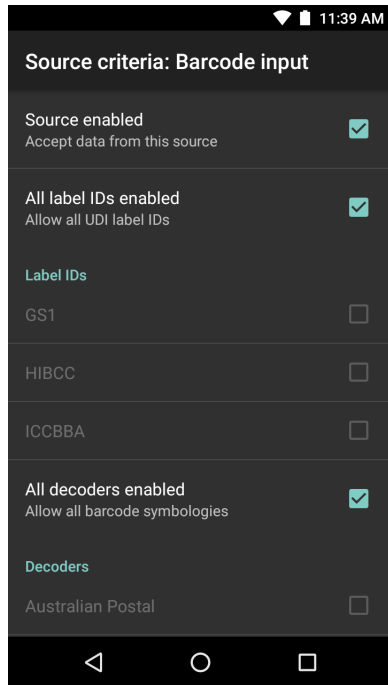 11:39 AM
Source criteria: Barcode input
Source enabled
Accept data from this source
All label IDs enabled
Allow all UDI label IDs
Label IDs
GS1
HIBCC
ICCBBA
All decoders enabled
Allow all barcode symbologies
Decoders
Australian Postal